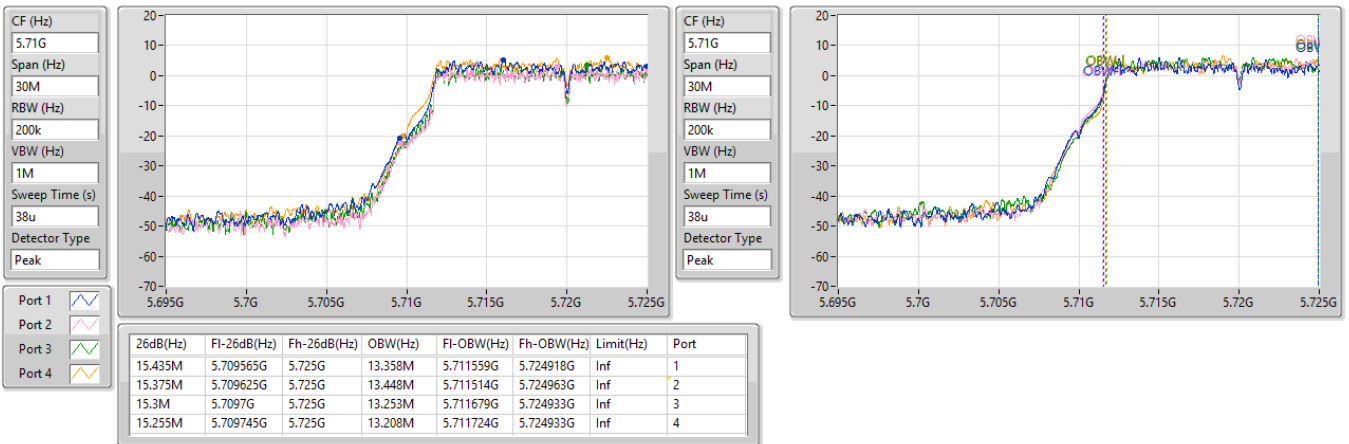 CF (Hz)
5.71G
Span (Hz)
30M
RBW (Hz)
200k
VBW (Hz)
1M
Sweep Time (s)
38u
Detector Type
Peak
20
10
0
-10
-20
-30
-40
-50
-60
-70
5.695G 5.7G 5.705G 5.71G 5.715G 5.72G 5.725G
CF (Hz)
5.71G
Span (Hz)
30M
RBW (Hz)
200k
VBW (Hz)
1M
Sweep Time (s)
38u
Detector Type
Peak
20
10
0
-10
-20
-30
-40
-50
-60
-70
5.695G 5.7G 5.705G 5.71G 5.715G 5.72G 5.725G
Port 1
Port 2
Port 3
Port 4
26dB(Hz) Fl-26dB(Hz) Fh-26dB(Hz) OBW(Hz) Fl-OBW(Hz) Fh-OBW(Hz) Limit(Hz) Port
15.435M 5.709565G 5.725G 13.358M 5.711559G 5.724918G Inf 1
15.375M 5.709625G 5.725G 13.448M 5.711514G 5.724963G Inf 2
15.3M 5.7097G 5.725G 13.253M 5.711679G 5.724933G Inf 3
15.255M 5.709745G 5.725G 13.208M 5.711724G 5.724933G Inf 4